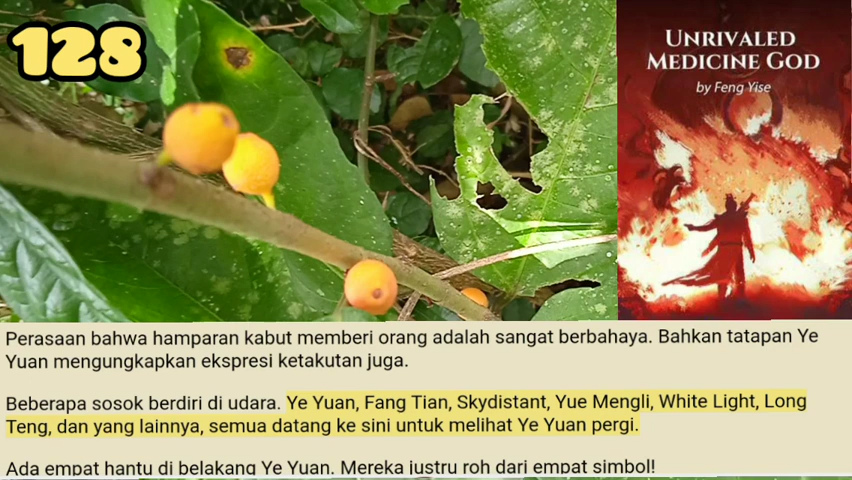 128
UNRIVALED
MEDICINE GOD
by Feng Yise
Perasaan bahwa hamparan kabut memberi orang adalah sangat berbahaya. Bahkan tatapan Ye
Yuan mengungkapkan ekspresi ketakutan juga.
Beberapa sosok berdiri di udara. Ye Yuan, Fang Tian, Skydistant, Yue Mengli, White Light, Long
Teng, dan yang lainnya, semua datang ke sini untuk melihat Ye Yuan pergi.
Ada empat hantu di belakang Ye Yuan. Mereka justru roh dari empat simbol!